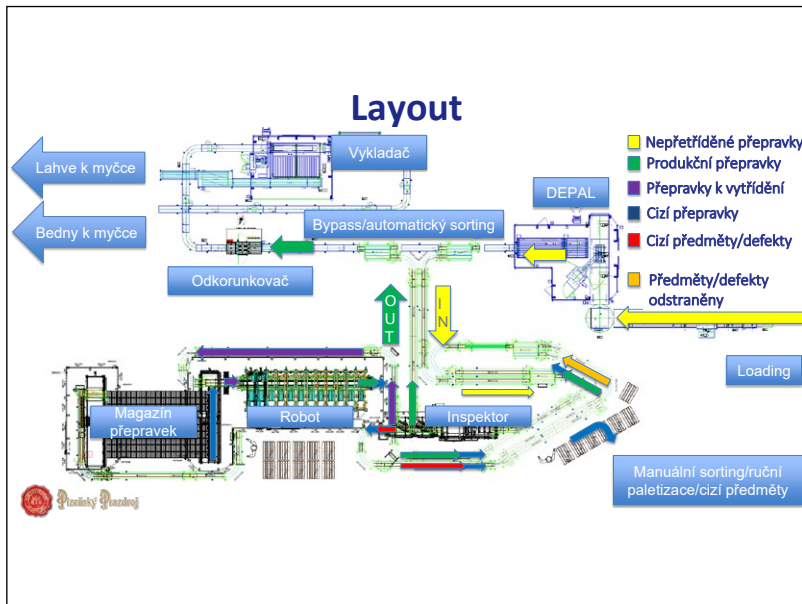 Layout
Lahve k myčce
Vykladač
Nepřetříděné přepravky
Produkční přepravky
Přepravky k vytřídění
Cizí přepravky
Cizí předměty/defekty
Předměty/defekty
odstraněny
DEPAL
Bedny k myčce
Bypass/automatický sorting
Odkorunkovač
OUT
IN
Loading
Magazín
přepravek
Robot
Inspektor
Manuální sorting/ruční
paletizace/cizí předměty
Plzeňský Prazdroj